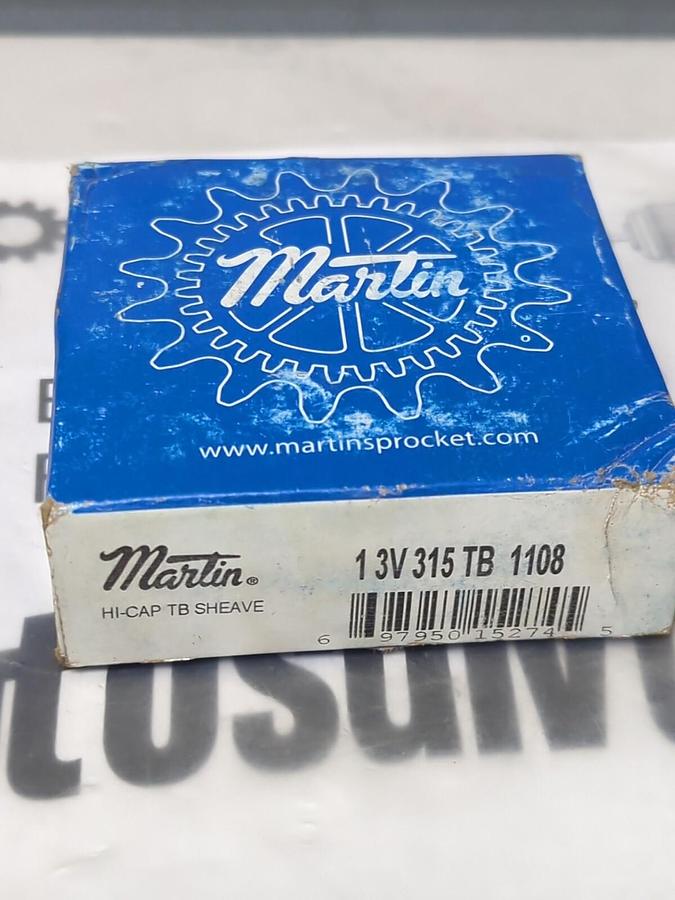 Martin
www.martinsprocket.com
Martin®
HI-CAP TB SHEAVE
1 3V 315 TB 1108
6 97950 15274 5